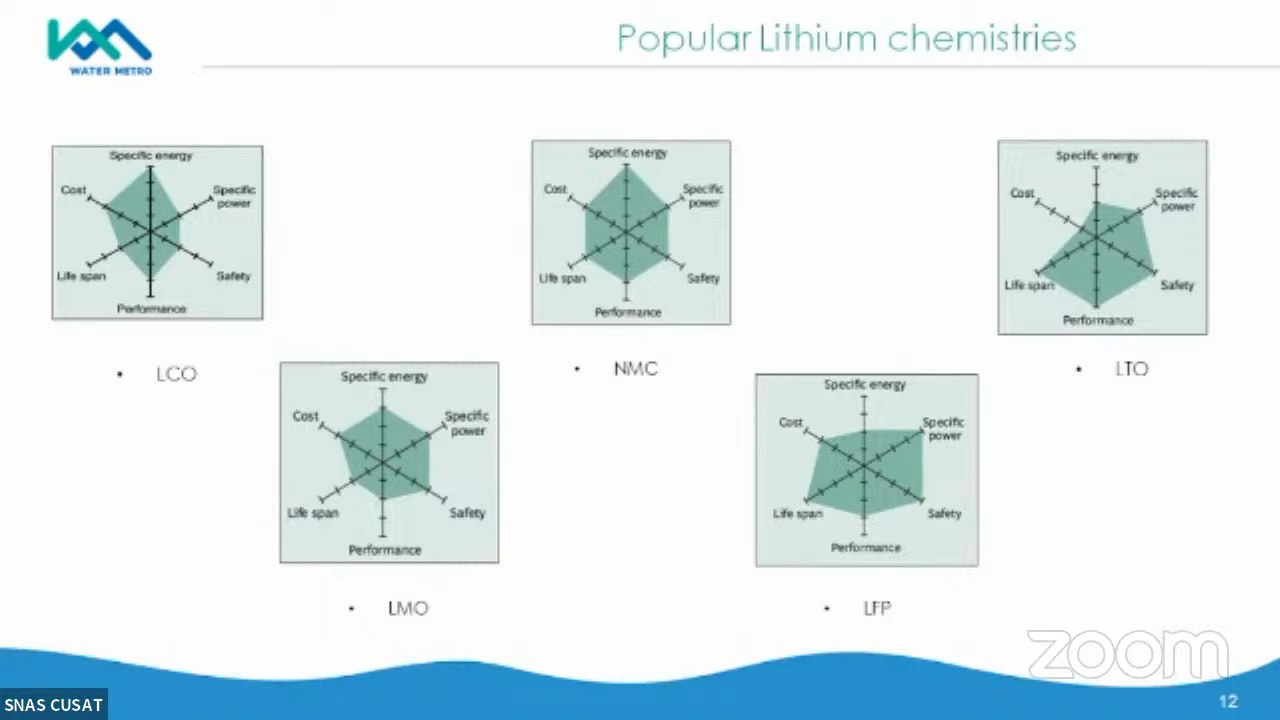 WATER METRO
Popular Lithium chemistries
Specific energy
Cost
Specific
power
Life span
Safety
Performance
• LCO
Specific energy
Cost
Specific
power
Life span
Safety
Performance
• NMC
Specific energy
Cost
Specific
power
Life span
Safety
Performance
• LTO
Specific energy
Cost
Specific
power
Life span
Safety
Performance
• LMO
Specific energy
Cost
Specific
power
Life span
Safety
Performance
• LFP
zoom
SNAS CUSAT
12